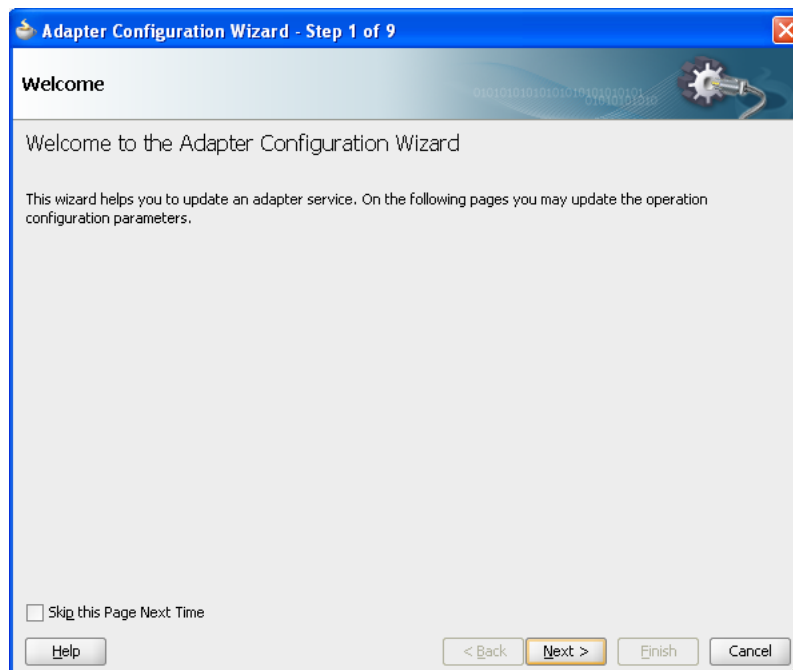 Adapter Configuration Wizard - Step 1 of 9
Welcome
Welcome to the Adapter Configuration Wizard
This wizard helps you to update an adapter service. On the following pages you may update the operation
configuration parameters.
Skip this Page Next Time
Help
< Back
Next >
Finish
Cancel